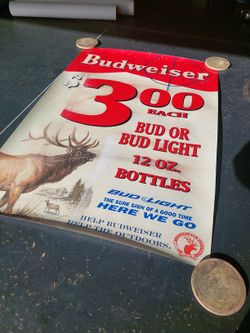 Budweiser
$3.00
EACH
BUD OR
BUD LIGHT
12 OZ.
BOTTLES
BUD LIGHT
THE SURE SIGN OF A GOOD TIME
HERE WE GO
HELP BUDWEISER
HELP THE OUTDOORS.